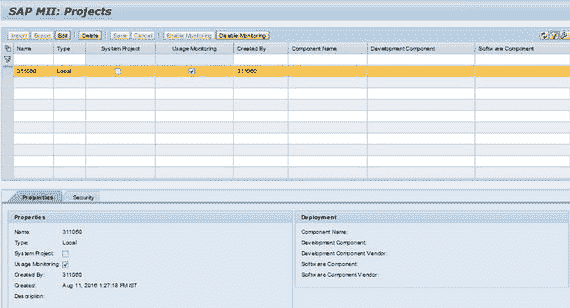 SAP MII: Projects
Import Export Edit Delete Save Cancel Enable Monitoring Disable Monitoring
Name Type System Project Usage Monitoring Created By Component Name Development Component Software Component
311060 Local 311060
Properties Security
Properties
Name: 311060
Type: Local
System Project:
Usage Monitoring:
Created By: 311060
Created: Aug 11, 2016 1:27:18 PM IST
Description:
Deployment
Component Name:
Development Component:
Development Component Vendor:
Software Component:
Software Component Vendor: